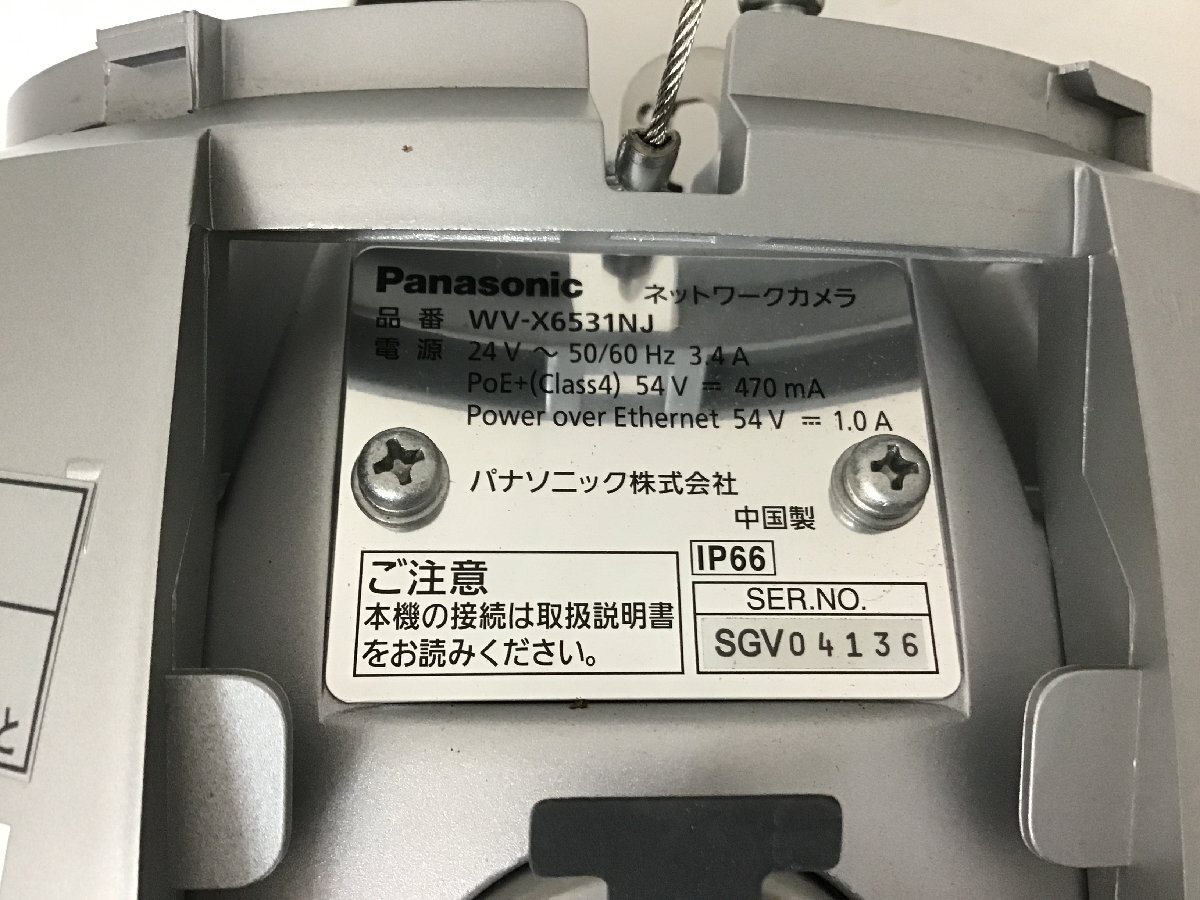 Panasonic ネットワークカメラ
品番 WV-X6531NJ
電源 24V ～ 50/60 Hz 3.4 A
PoE+(Class4) 54 V ⎓ 470 mA
Power over Ethernet 54 V ⎓ 1.0 A
パナソニック株式会社
中国製
IP66
ご注意
本機の接続は取扱説明書
をお読みください。
SER.NO.
SGV04136
と